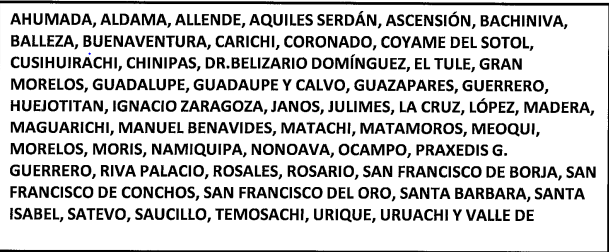 AHUMADA, ALDAMA, ALLENDE, AQUILES SERDÁN, ASCENSIÓN, BACHINIVA,
BALLEZA, BUENAVENTURA, CARICHI, CORONADO, COYAME DEL SOTOL,
CUSIHUIRÁCHI, CHINIPAS, DR.BELIZARIO DOMÍNGUEZ, EL TULE, GRAN
MORELOS, GUADALUPE, GUADAUPE Y CALVO, GUAZAPARES, GUERRERO,
HUEJOTITAN, IGNACIO ZARAGOZA, JANOS, JULIMES, LA CRUZ, LÓPEZ, MADERA,
MAGUARICHI, MANUEL BENAVIDES, MATACHI, MATAMOROS, MEOQUI,
MORELOS, MORIS, NAMIQUIPA, NONOAVA, OCAMPO, PRAXEDIS G.
GUERRERO, RIVA PALACIO, ROSALES, ROSARIO, SAN FRANCISCO DE BORJA, SAN
FRANCISCO DE CONCHOS, SAN FRANCISCO DEL ORO, SANTA BARBARA, SANTA
ISABEL, SATEVO, SAUCILLO, TEMOSACHI, URIQUE, URUACHI Y VALLE DE